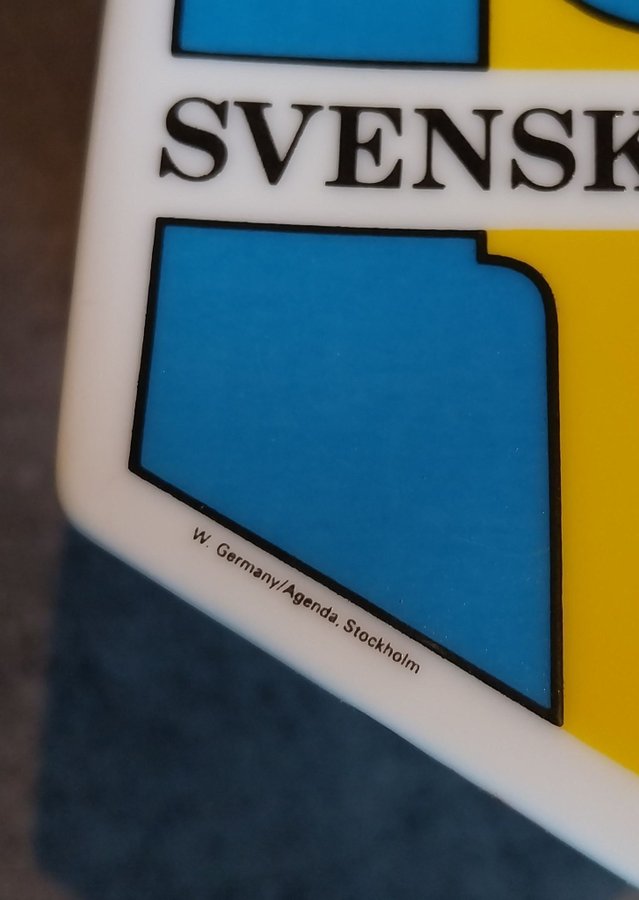 SVENSK
W. Germany/Agenda, Stockholm